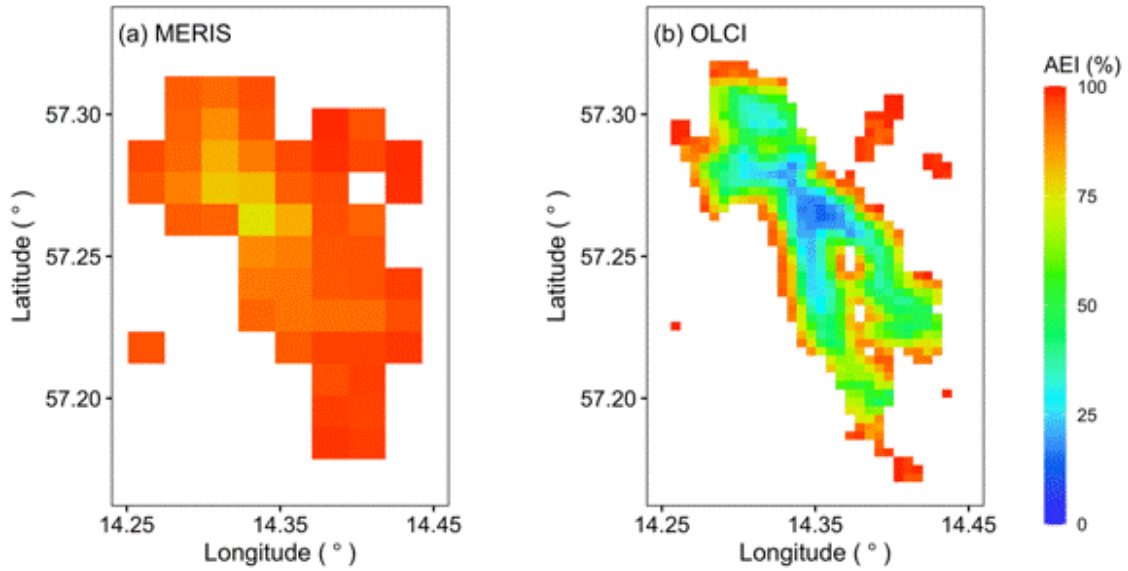 (a) MERIS
57.30
57.25
57.20
Latitude ( ° )
14.25 14.35 14.45
Longitude ( ° )
(b) OLCI
57.30
57.25
57.20
Latitude ( ° )
14.25 14.35 14.45
Longitude ( ° )
AEI (%)
100
75
50
25
0